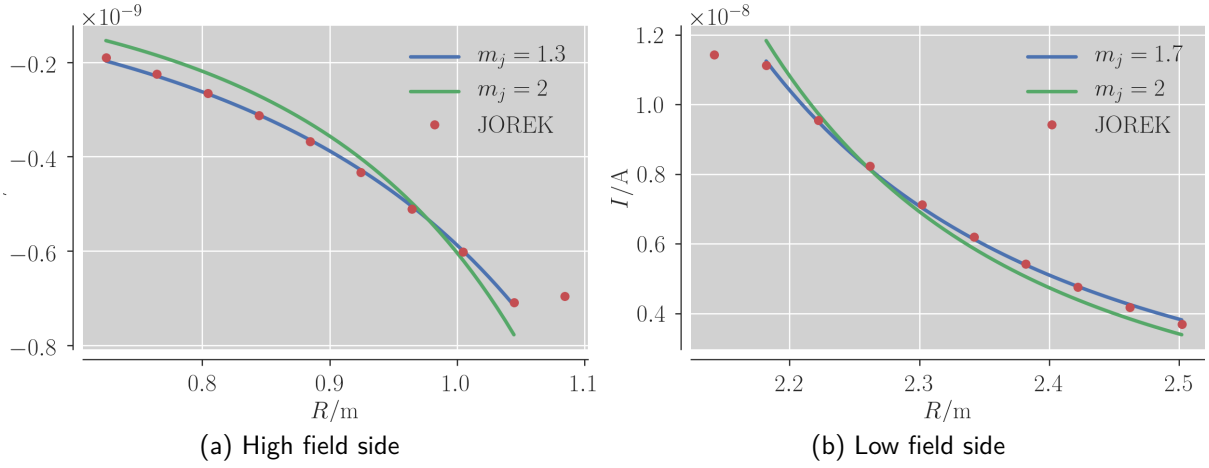 ×10⁻⁹
−0.2
−0.4
−0.6
−0.8
0.8
0.9
1.0
1.1
R/m
m_j = 1.3
m_j = 2
JOREK
(a) High field side
×10⁻⁸
1.2
1.0
0.8
0.6
0.4
I/A
2.2
2.3
2.4
2.5
R/m
m_j = 1.7
m_j = 2
JOREK
(b) Low field side